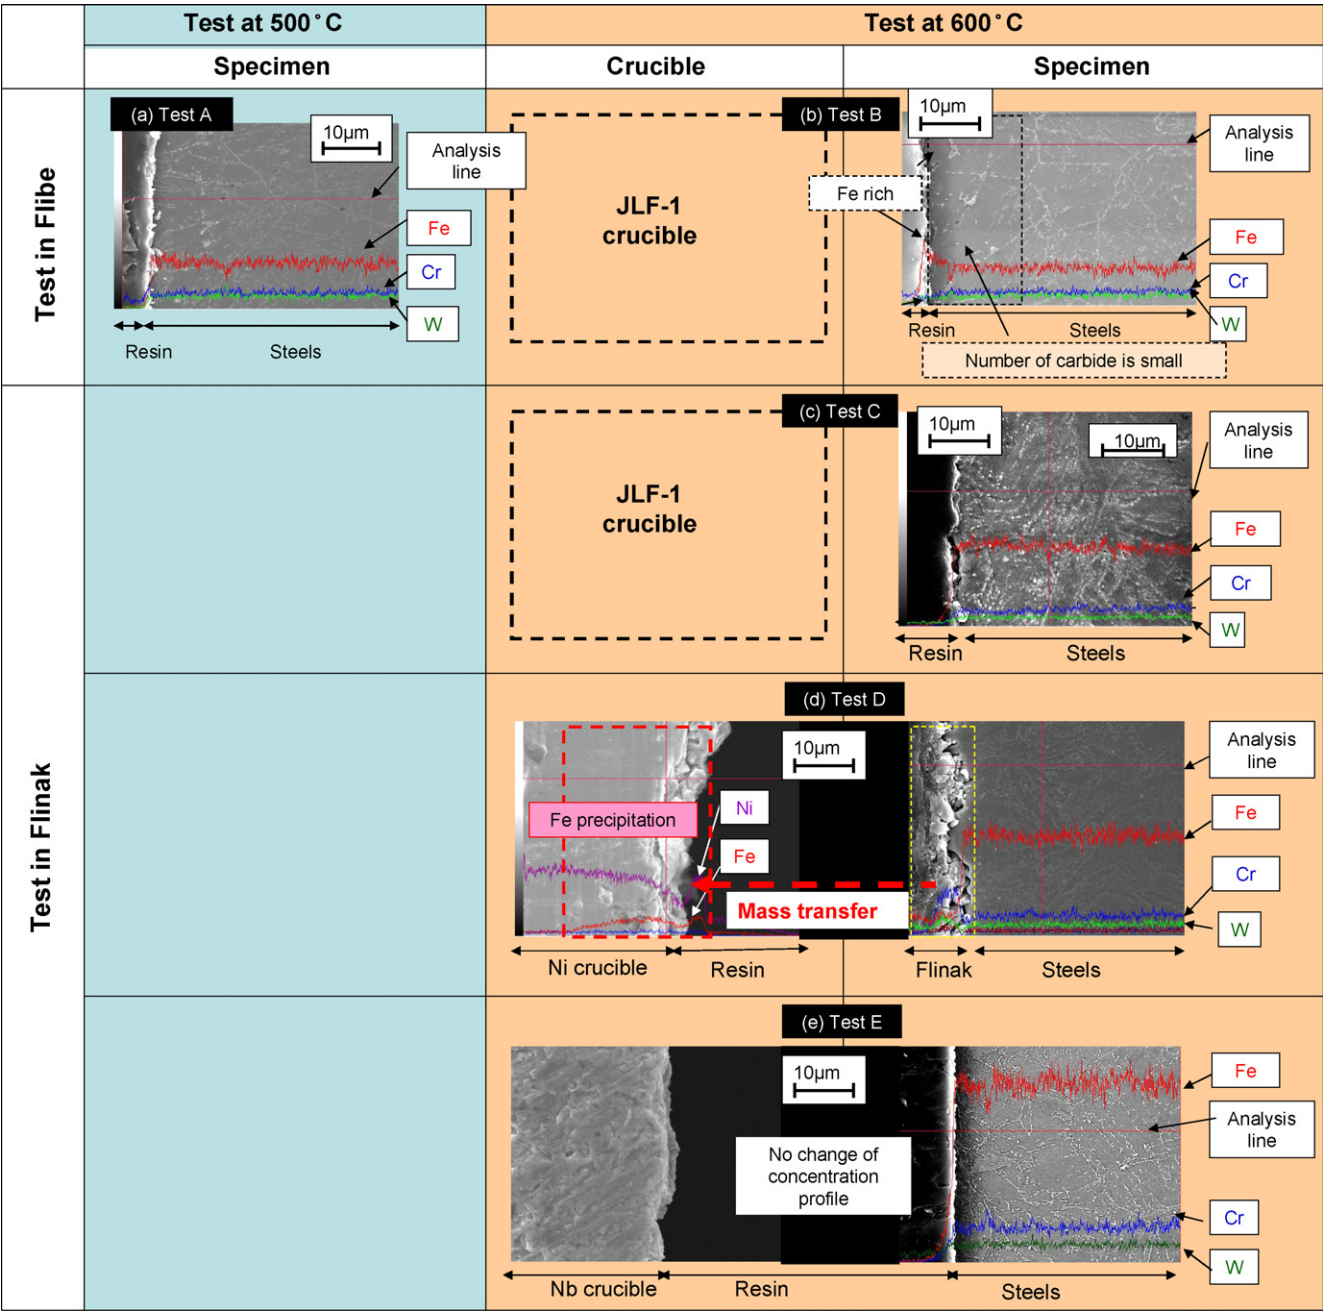 Test at 500°C
Test at 600°C
Specimen
Crucible
Specimen
Test in Flibe
(a) Test A
10μm
Analysis
line
Fe
Cr
W
Resin
Steels
JLF-1
crucible
(b) Test B
10μm
Analysis
line
Fe rich
Fe
Cr
W
Resin
Steels
Number of carbide is small
Test in Flinak
JLF-1
crucible
(c) Test C
10μm
10μm
Analysis
line
Fe
Cr
W
Resin
Steels
(d) Test D
10μm
Analysis
line
Fe precipitation
Ni
Fe
Mass transfer
Fe
Cr
W
Ni crucible
Resin
Flinak
Steels
(e) Test E
10μm
Fe
Analysis
line
No change of
concentration
profile
Cr
W
Nb crucible
Resin
Steels